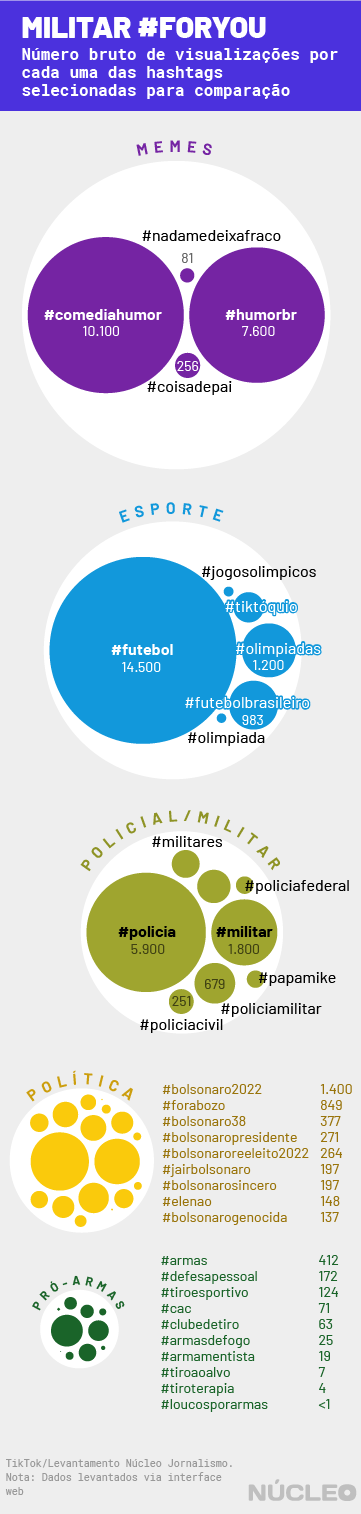 MILITAR #FORYOU
Número bruto de visualizações por
cada uma das hashtags
selecionadas para comparação
MEMES
#nadamedeixafraco
81
#comediahumor
10.100
#humorbr
7.600
256
#coisadepai
ESPORTE
#jogosolimpicos
#tiktóquio
#futebol
14.500
#olimpiadas
1.200
#futebolbrasileiro
983
#olimpiada
POLICIAL/MILITAR
#militares
#policiafederal
#policia
5.900
#militar
1.800
679
#papamike
251
#policiamilitar
#policiacivil
POLÍTICA
#bolsonaro2022 1.400
#forabozo 849
#bolsonaro38 377
#bolsonaropresidente 271
#bolsonaroreeleito2022 264
#jairbolsonaro 197
#bolsonarosincero 197
#elenao 148
#bolsonarogenocida 137
PRÓ-ARMAS
#armas 412
#defesapessoal 172
#tiroesportivo 124
#cac 71
#clubedetiro 63
#armasdefogo 25
#armamentista 19
#tiroaoalvo 7
#tiroterapia 4
#loucosporarmas <1
TikTok/Levantamento Núcleo Jornalismo.
Nota: Dados levantados via interface
web
NÚCLEO